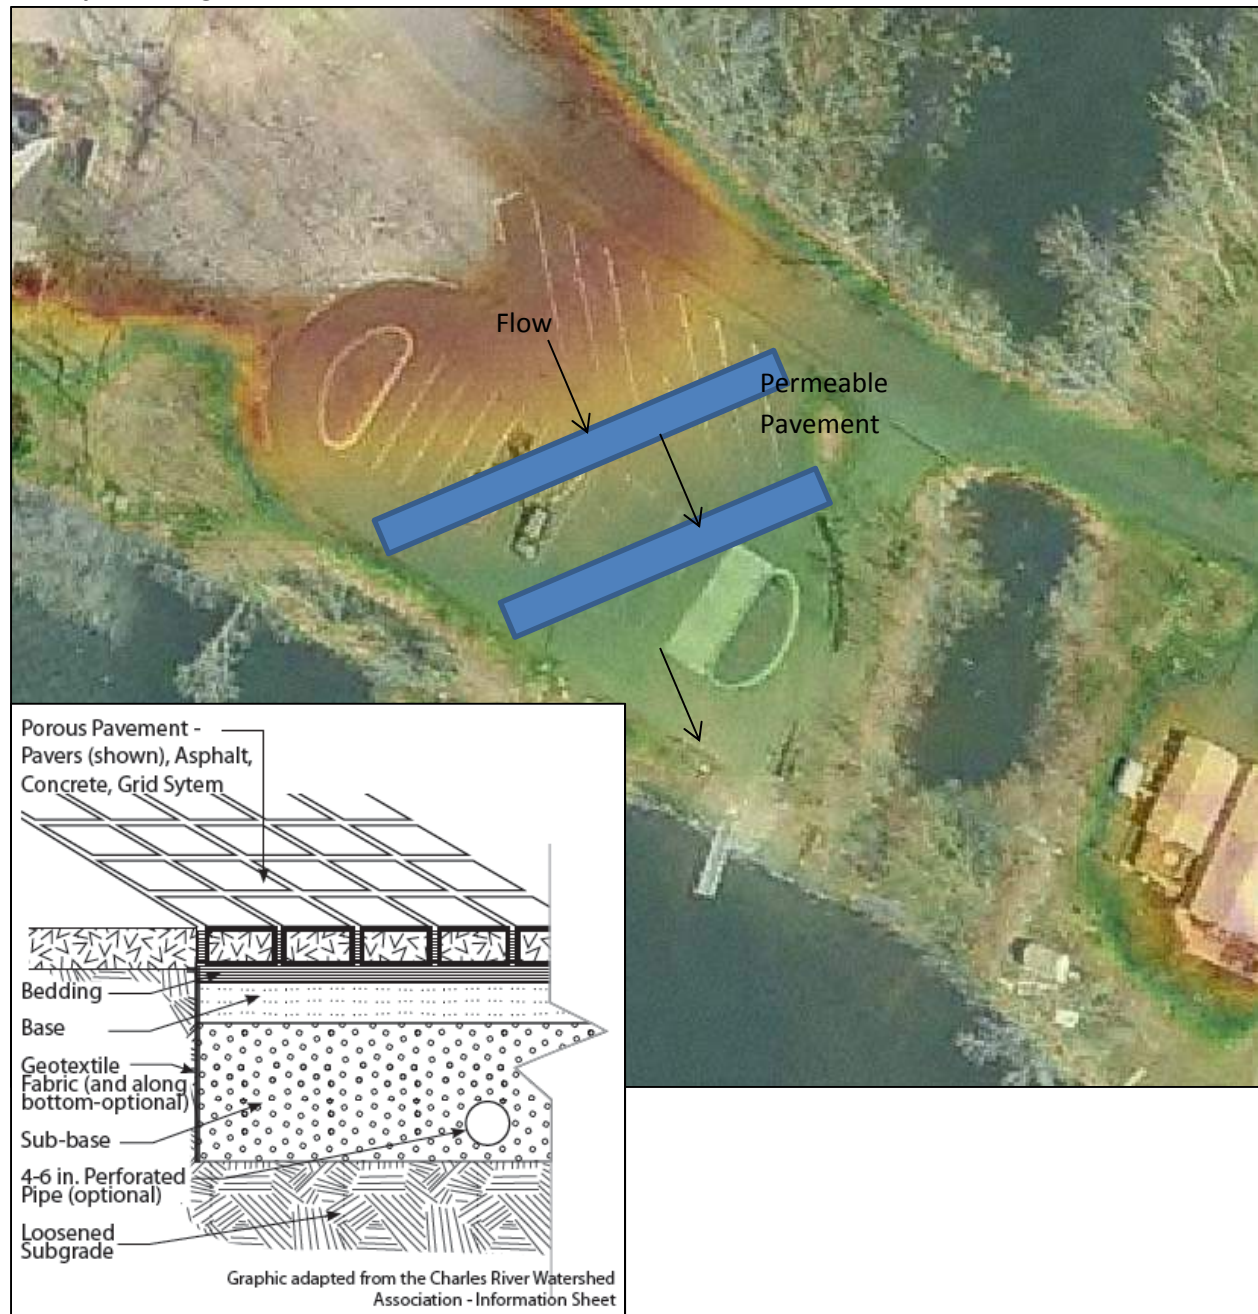 Flow
Permeable
Pavement
Porous Pavement -
Pavers (shown), Asphalt,
Concrete, Grid Sytem
Bedding
Base
Geotextile
Fabric (and along
bottom-optional)
Sub-base
4-6 in. Perforated
Pipe (optional)
Loosened
Subgrade
Graphic adapted from the Charles River Watershed
Association - Information Sheet